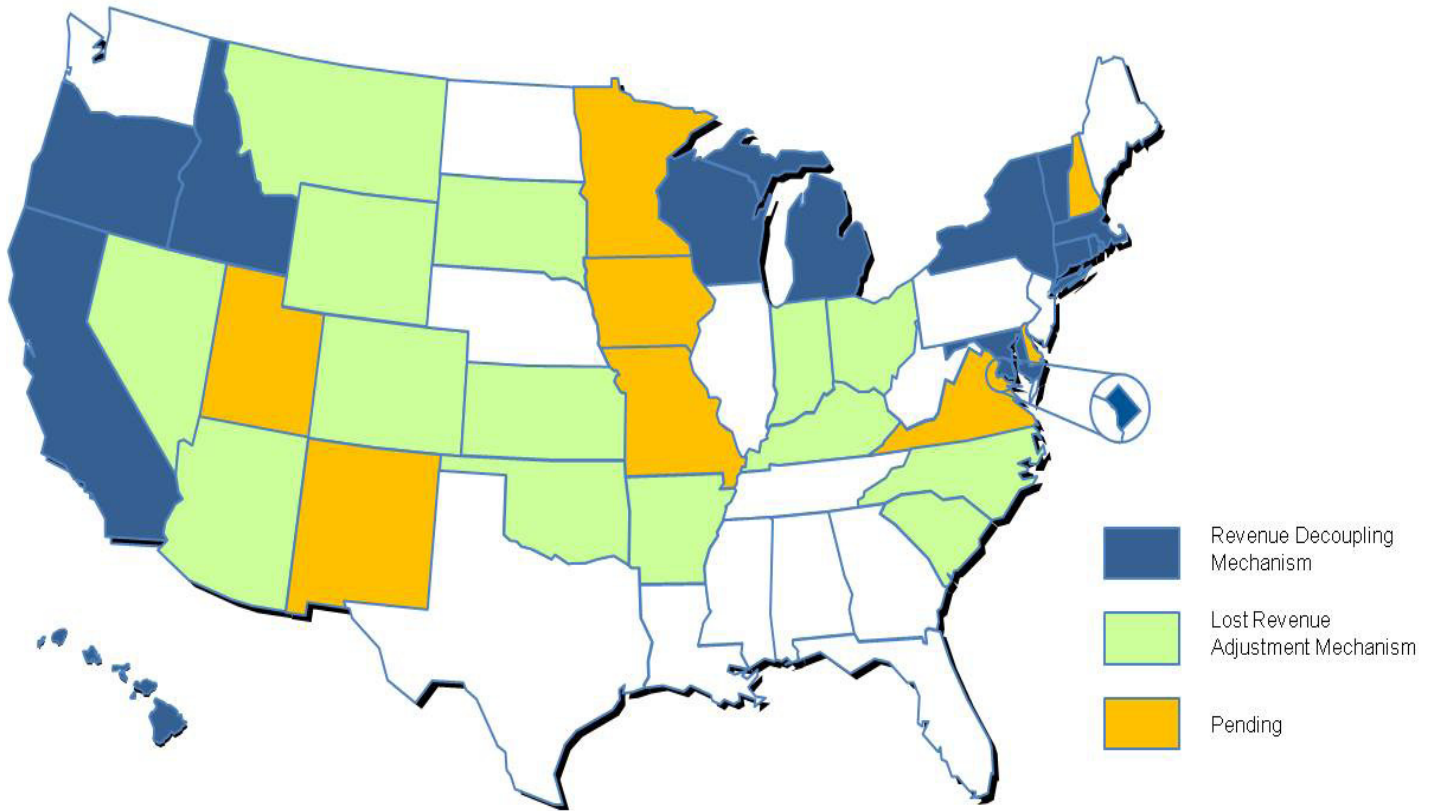 Revenue Decoupling
Mechanism
Lost Revenue
Adjustment Mechanism
Pending